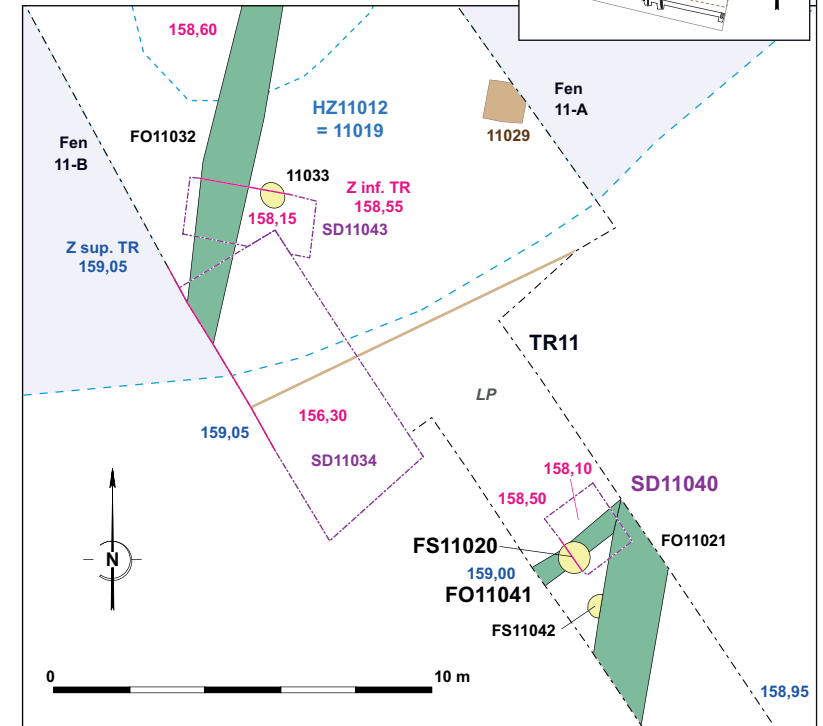 158,60
HZ11012
= 11019
Fen
11-A
11029
FO11032
Fen
11-B
11033
Z inf. TR
158,55
158,15
SD11043
Z sup. TR
159,05
TR11
LP
156,30
159,05
SD11034
158,10
SD11040
158,50
FS11020
FO11021
159,00
FO11041
FS11042
N
0
10 m
158,95